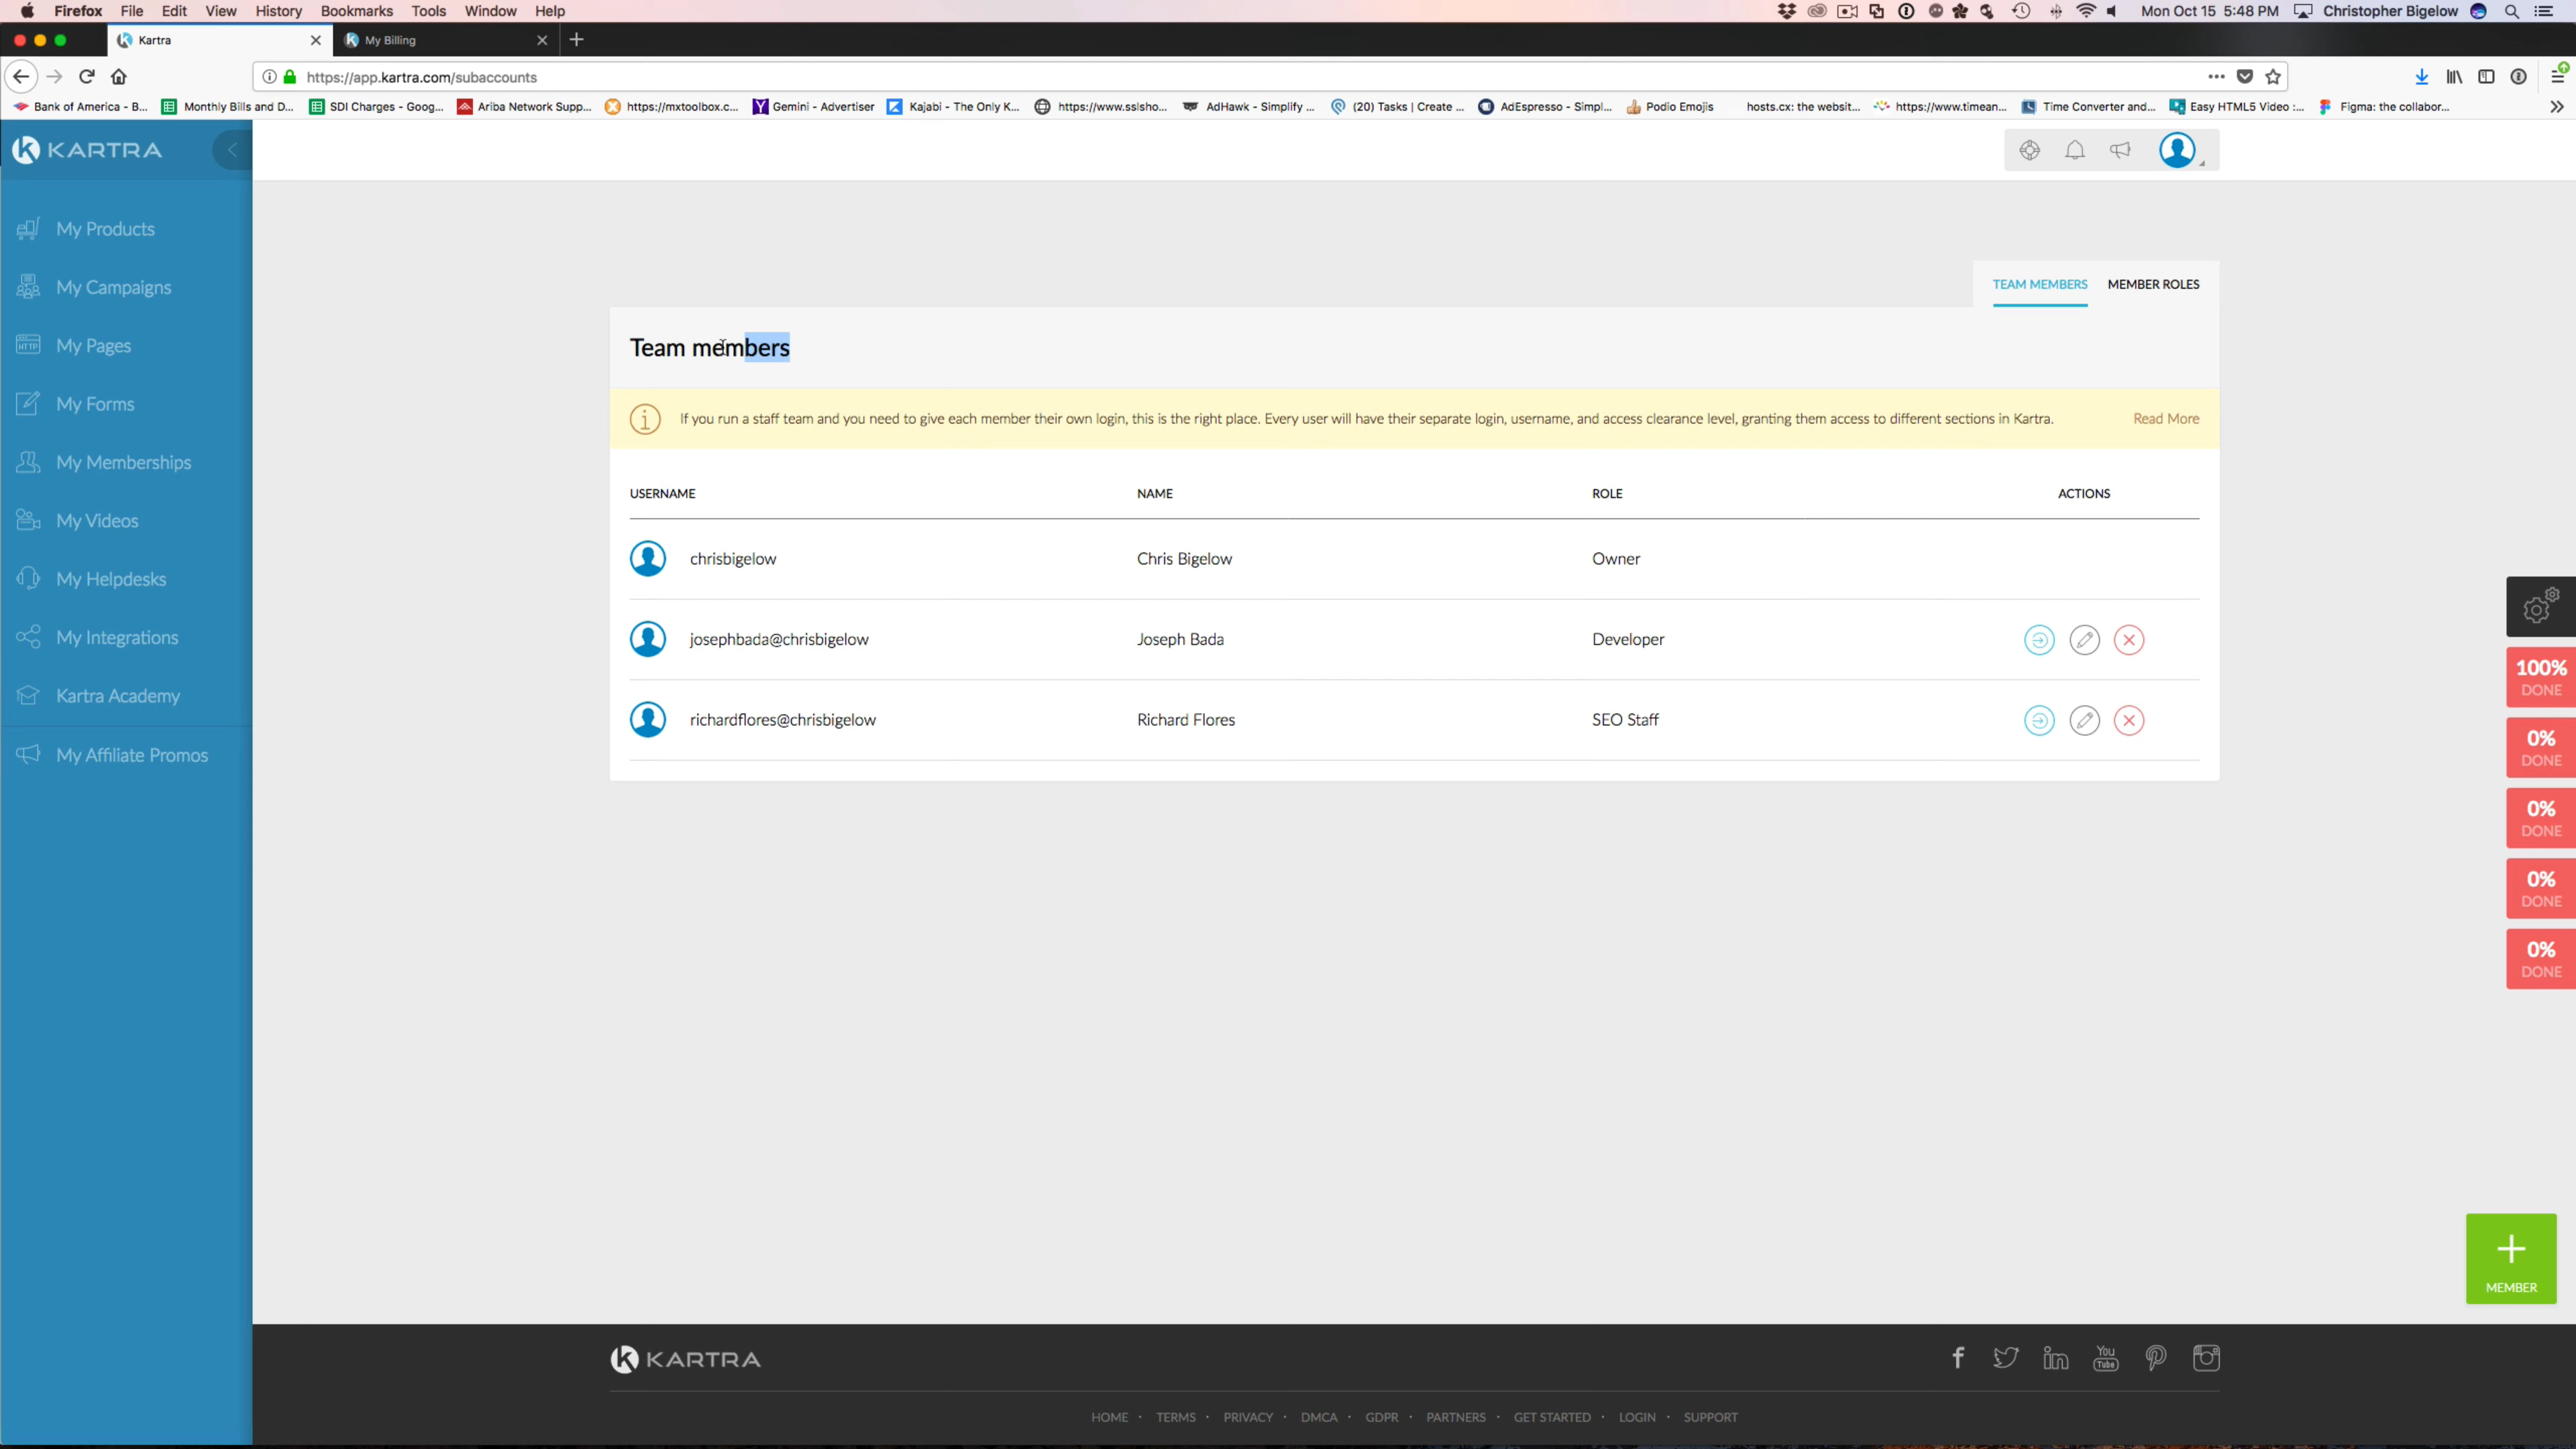 Firefox File Edit View History Bookmarks Tools Window Help Mon Oct 15 5:48 PM Christopher Bigelow
Kartra My Billing
https://app.kartra.com/subaccounts
Bank of America - B... Monthly Bills and D... SDI Charges - Goog... Ariba Network Supp... https://mxtoolbox.c... Gemini - Advertiser Kajabi - The Only K... https://www.sslsho... AdHawk - Simplify ... (20) Tasks | Create ... AdEspresso - Simpl... Podio Emojis hosts.cx: the websit... https://www.timean... Time Converter and... Easy HTML5 Video :... Figma: the collabor...
KARTRA
My Products
My Campaigns
My Pages
My Forms
My Memberships
My Videos
My Helpdesks
My Integrations
Kartra Academy
My Affiliate Promos
TEAM MEMBERS MEMBER ROLES
Team members
If you run a staff team and you need to give each member their own login, this is the right place. Every user will have their separate login, username, and access clearance level, granting them access to different sections in Kartra. Read More
USERNAME NAME ROLE ACTIONS
chrisbigelow Chris Bigelow Owner
josephbada@chrisbigelow Joseph Bada Developer
richardflores@chrisbigelow Richard Flores SEO Staff
100%
DONE
0%
DONE
0%
DONE
0%
DONE
0%
DONE
MEMBER
KARTRA
You
Tube
HOME · TERMS · PRIVACY · DMCA · GDPR · PARTNERS · GET STARTED · LOGIN · SUPPORT